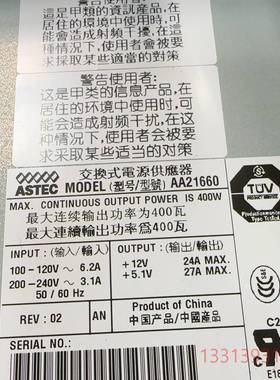 這是甲類的資訊產品，在
居住的環境中使用時，可
能會造成射頻干擾，在這
種情況下，使用者會被要
求採取某些適當的對策
警告使用者:
这是甲类的信息产品，在
居住的环境中使用时，可能
会造成射频干扰，在这
种情况下，使用者会被要
求采取某些适当的对策
ASTEC
交換式電源供應器
MODEL (型号/型號) AA21660
MAX. CONTINUOUS OUTPUT POWER IS 400W
最大连续输出功率为400瓦
最大連續輸出功率爲400瓦
INPUT: (输入/輸入)
100-120V ~ 6.2A
200-240V ~ 3.1A
50 / 60 Hz
OUTPUT: (输出/輸出)
+12V 24A MAX.
+5.1V 27A MAX.
REV: 02
AN
Product of China
中国产品/中國產品
SERIAL NO.:
TÜV
Product Service